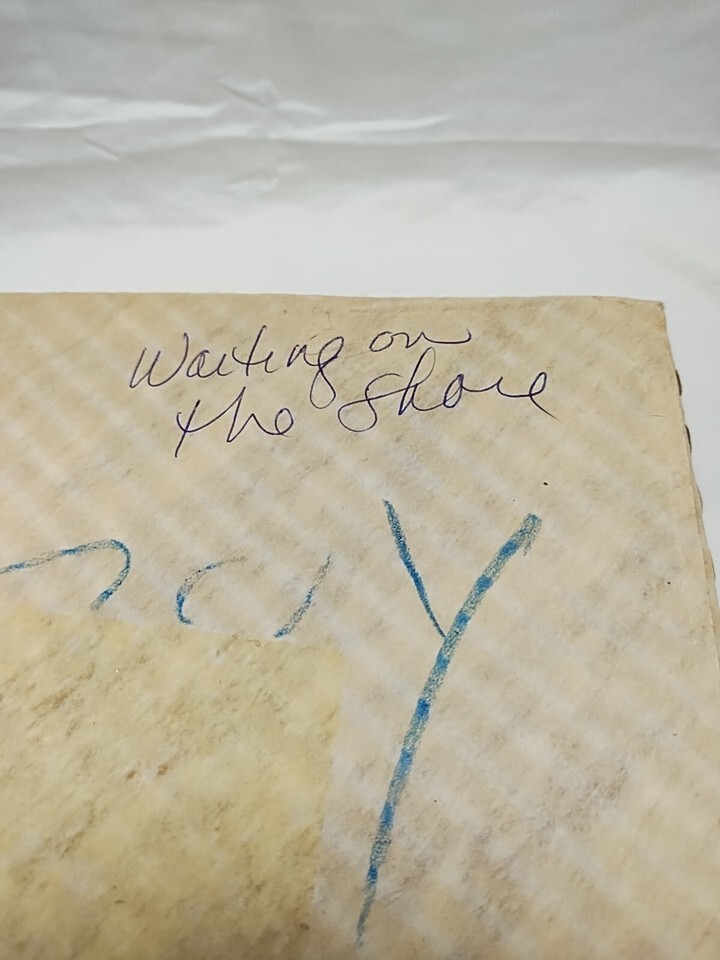 Waiting on
the Shore
Y